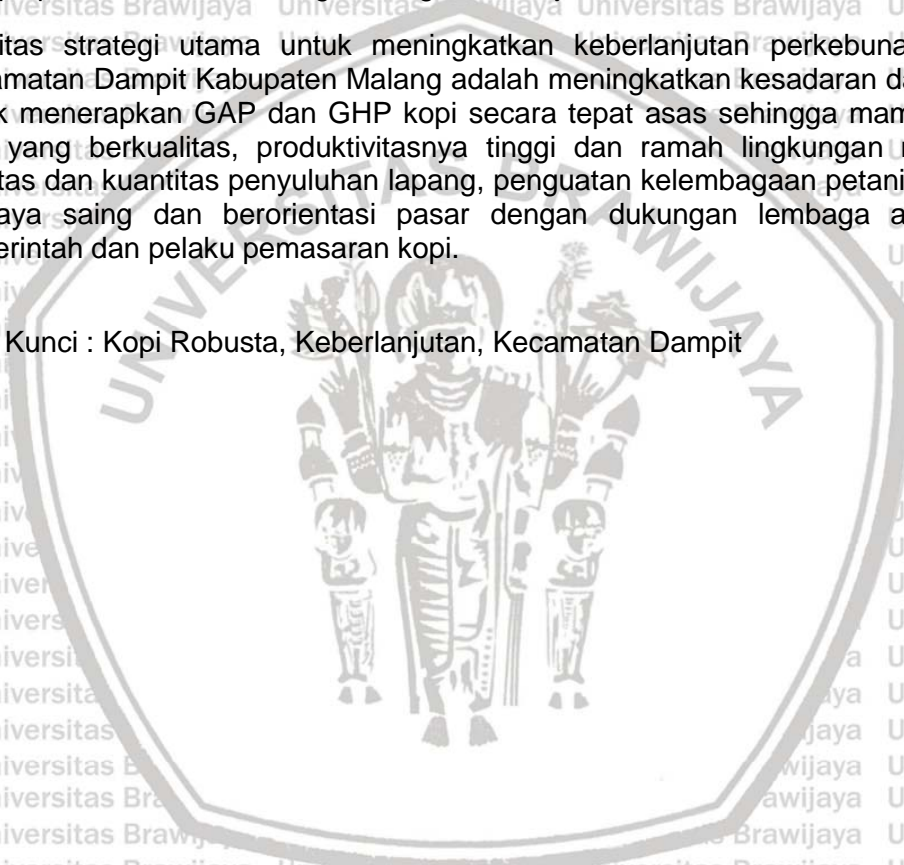 itas strategi utama untuk meningkatkan keberlanjutan perkebuna
amatan Dampit Kabupaten Malang adalah meningkatkan kesadaran da
k menerapkan GAP dan GHP kopi secara tepat asas sehingga mam
yang berkualitas, produktivitasnya tinggi dan ramah lingkungan
tas dan kuantitas penyuluhan lapang, penguatan kelembagaan petani
aya saing dan berorientasi pasar dengan dukungan lembaga a
erintah dan pelaku pemasaran kopi.
Kunci : Kopi Robusta, Keberlanjutan, Kecamatan Dampit
UNIVERSITAS BRAWIJAYA